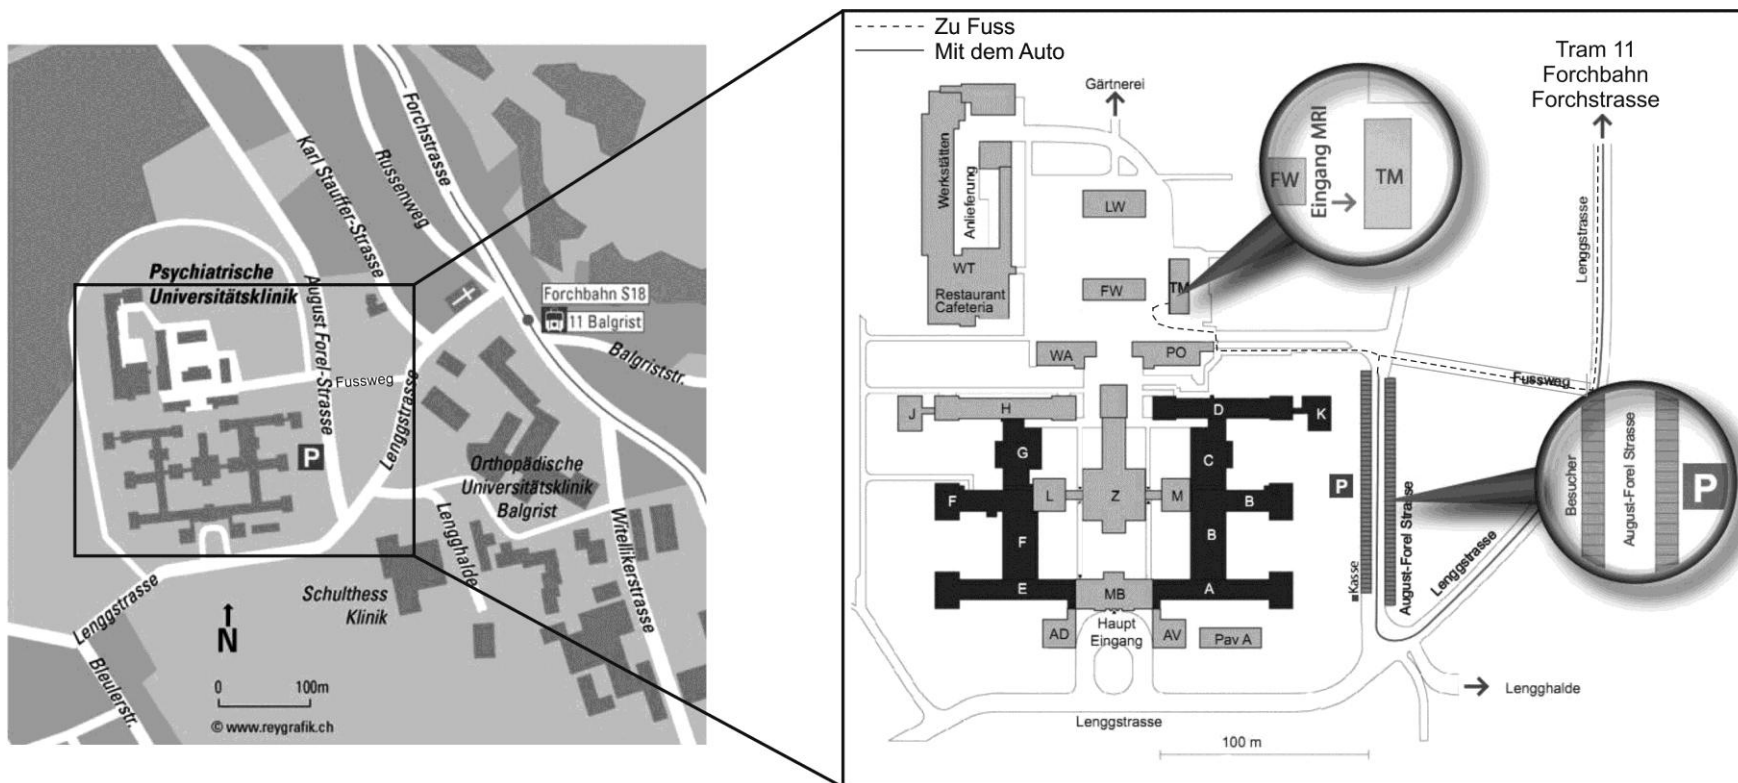 Forchstrasse
Karl Stauffer-Strasse
Russenweg
Psychiatrische
Universitätsklinik
August Forel-Strasse
Forchbahn S18
11 Balgrist
Balgriststr.
Fussweg
Lenggstrasse
P
Orthopädische
Universitätsklinik
Balgrist
Lengghalde
Witellikerstrasse
Schulthess
Klinik
Lenggstrasse
Bleulerstr.
N
0 100m
© www.reygrafik.ch
Zu Fuss
Mit dem Auto
Tram 11
Forchbahn
Forchstrasse
Gärtnerei
Werkstätten
Anlieferung
WT
Restaurant
Cafeteria
LW
FW
TM
FW
Eingang MRI
TM
Lenggstrasse
WA
PO
Fussweg
J
H
D
K
G
C
F
L
Z
M
B
F
B
E
MB
A
AD
Haupt
Eingang
AV
Pav A
P
Kasse
August-Forel Strasse
Lenggstrasse
Besucher
August-Forel Strasse
P
Lengghalde
Lenggstrasse
100 m